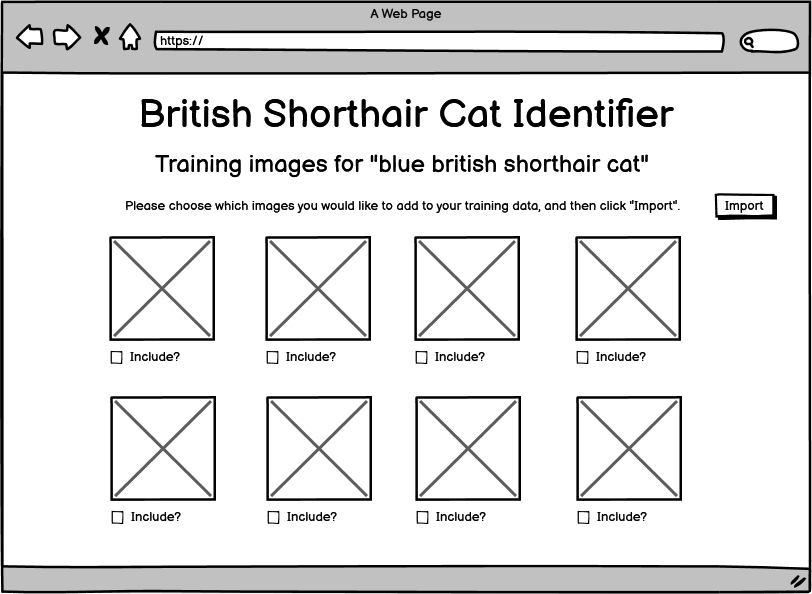 A Web Page
https://
British Shorthair Cat Identifier
Training images for "blue british shorthair cat"
Please choose which images you would like to add to your training data, and then click "Import".
Import
Include?
Include?
Include?
Include?
Include?
Include?
Include?
Include?